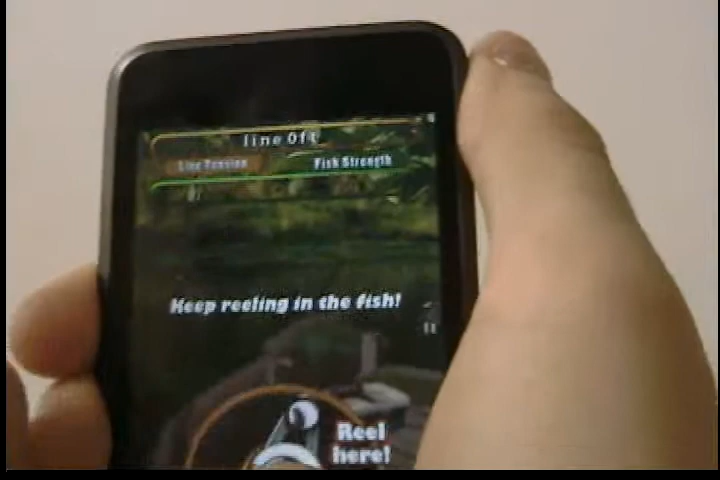 line 0ft
Line Tension Fish Strength
Keep reeling in the fish!
Reel
here!